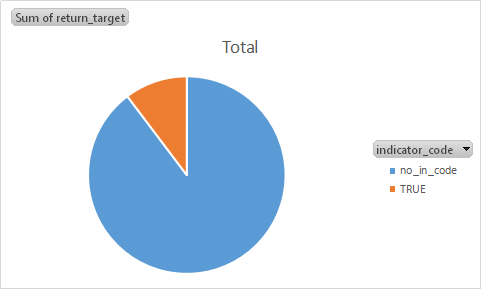 Sum of return_target
Total
indicator_code
no_in_code
TRUE